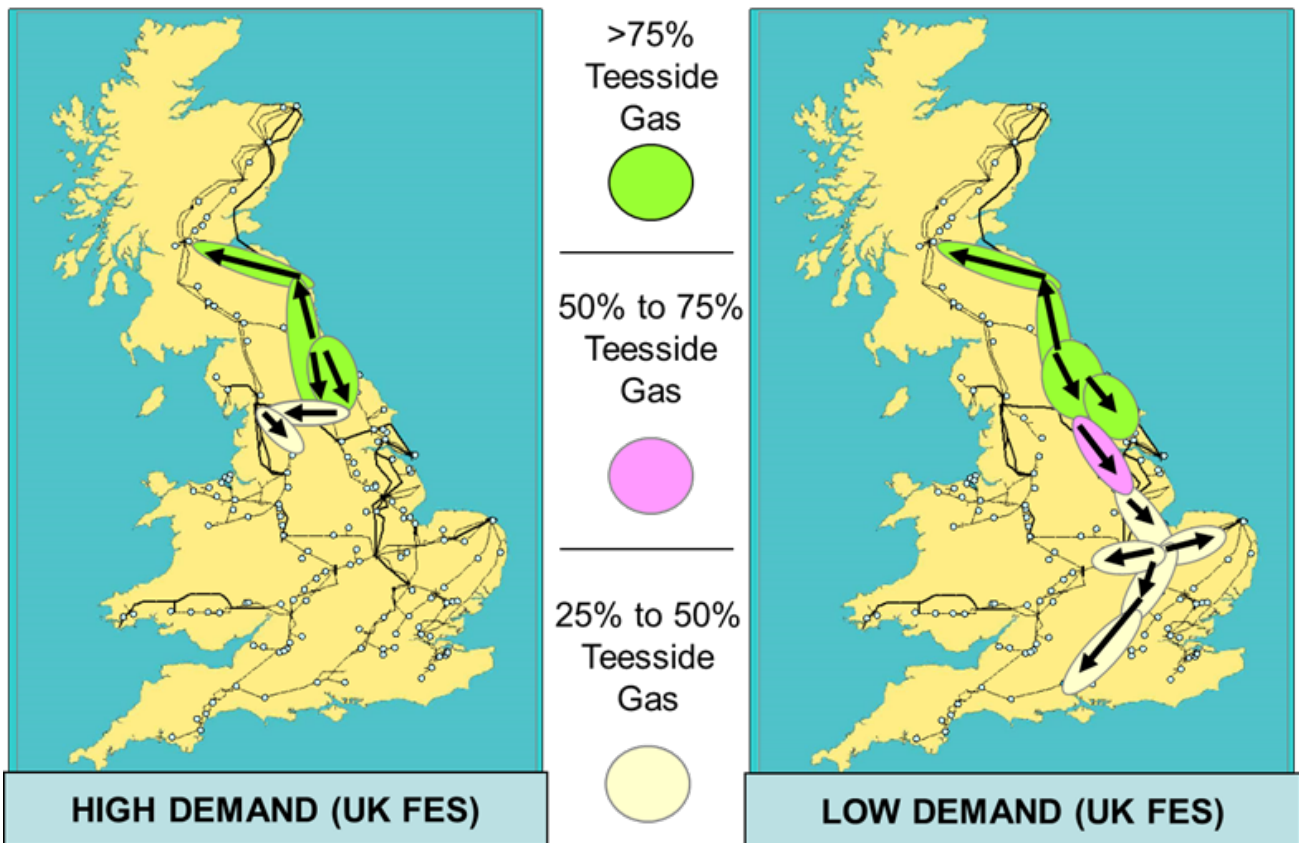 >75%
Teesside
Gas
50% to 75%
Teesside
Gas
25% to 50%
Teesside
Gas
HIGH DEMAND (UK FES)
LOW DEMAND (UK FES)